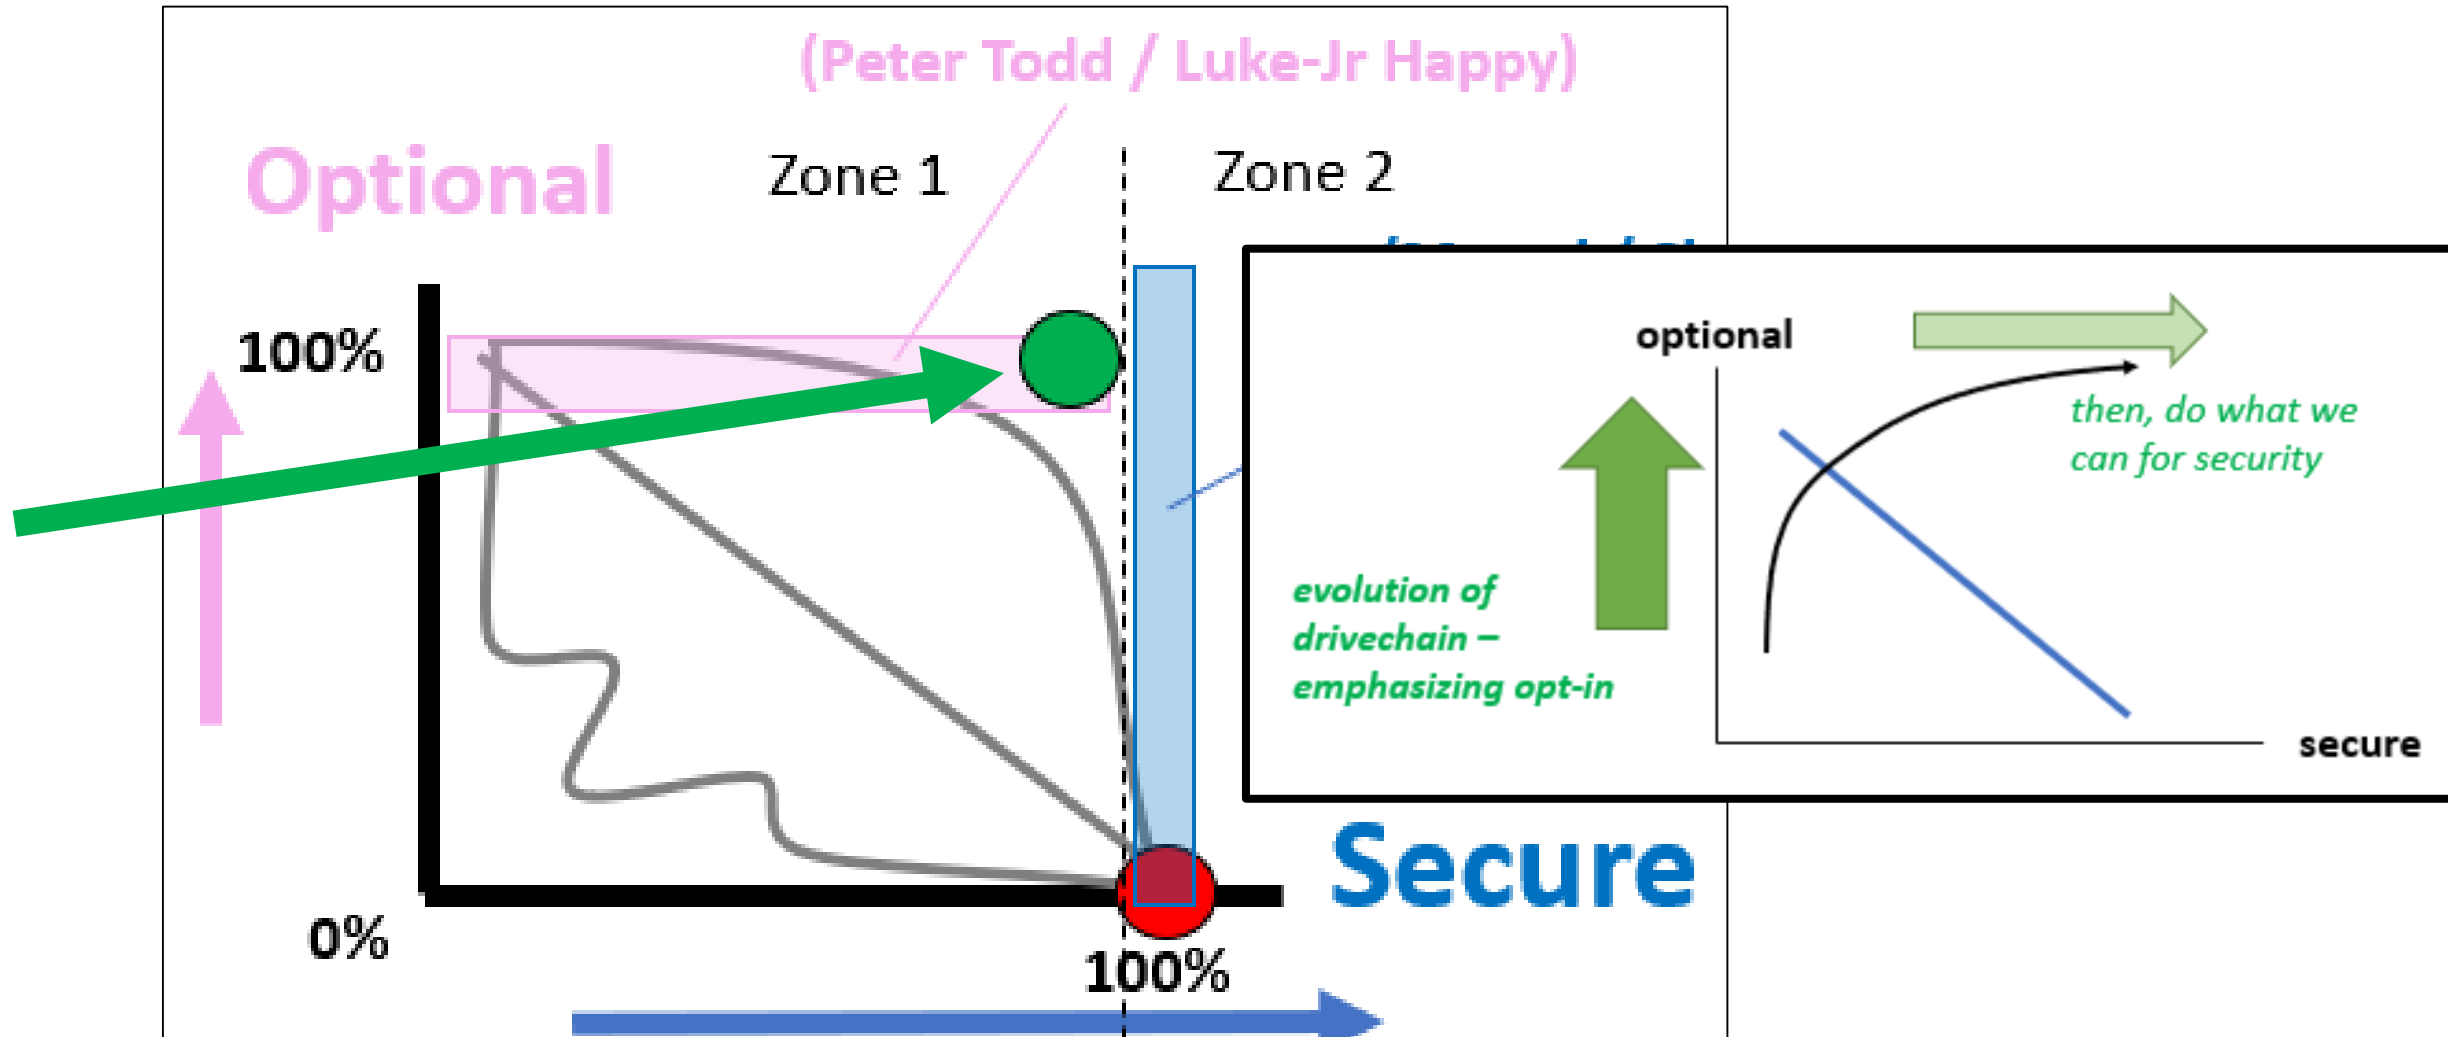 (Peter Todd / Luke-Jr Happy)
Optional
Zone 1
Zone 2
100%
optional
then, do what we
can for security
evolution of
drivechain –
emphasizing opt-in
secure
Secure
0%
100%